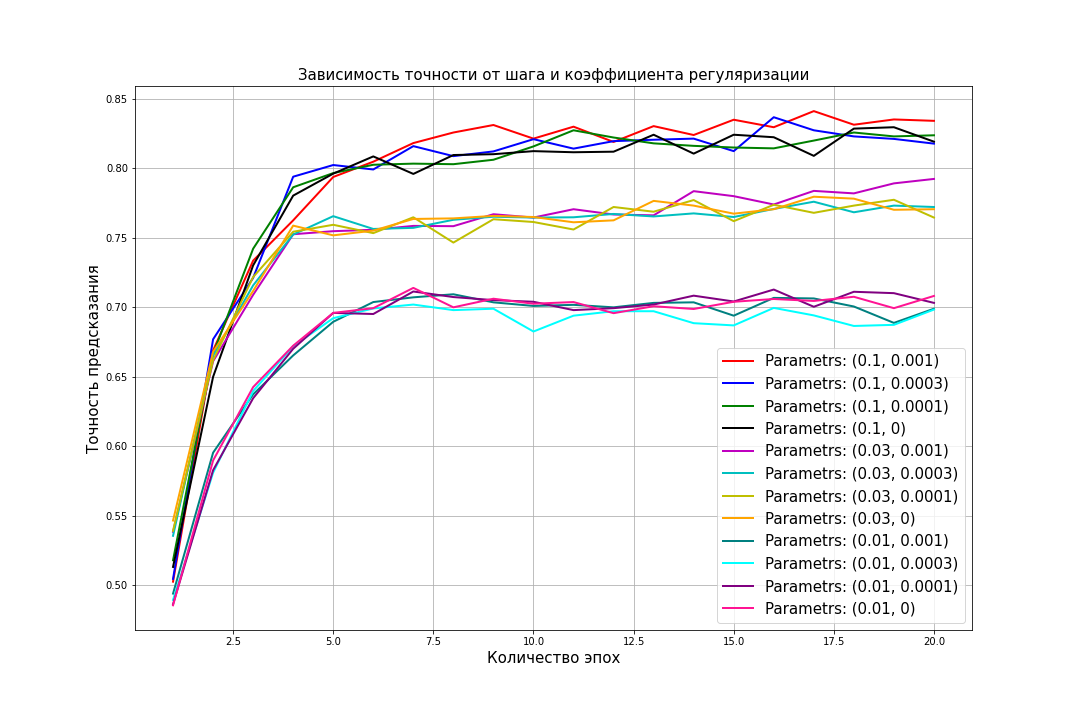 Зависимость точности от шага и коэффициента регуляризации
Точность предсказания
0.85
0.80
0.75
0.70
0.65
0.60
0.55
0.50
Parametrs: (0.1, 0.001)
Parametrs: (0.1, 0.0003)
Parametrs: (0.1, 0.0001)
Parametrs: (0.1, 0)
Parametrs: (0.03, 0.001)
Parametrs: (0.03, 0.0003)
Parametrs: (0.03, 0.0001)
Parametrs: (0.03, 0)
Parametrs: (0.01, 0.001)
Parametrs: (0.01, 0.0003)
Parametrs: (0.01, 0.0001)
Parametrs: (0.01, 0)
2.5 5.0 7.5 10.0 12.5 15.0 17.5 20.0
Количество эпох